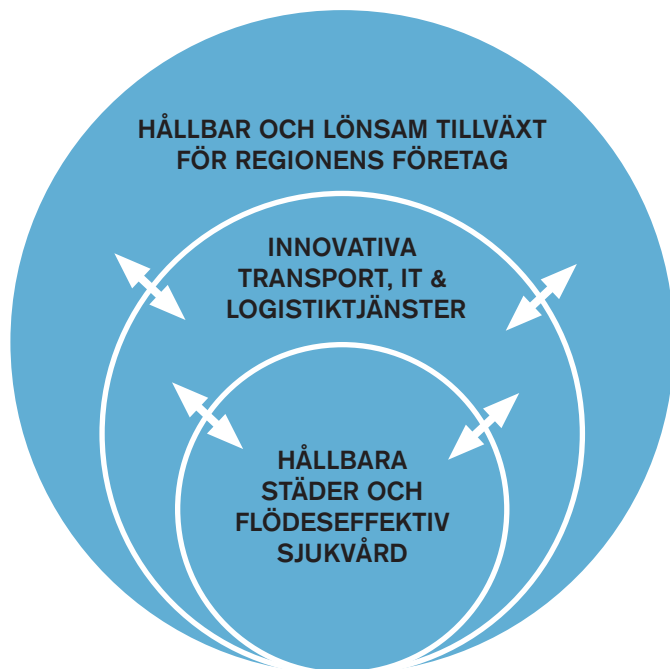 HÅLLBAR OCH LÖNSAM TILLVÄXT
FÖR REGIONENS FÖRETAG
INNOVATIVA
TRANSPORT, IT &
LOGISTIKTJÄNSTER
HÅLLBARA
STÄDER OCH
FLÖDESEFFEKTIV
SJUKVÅRD